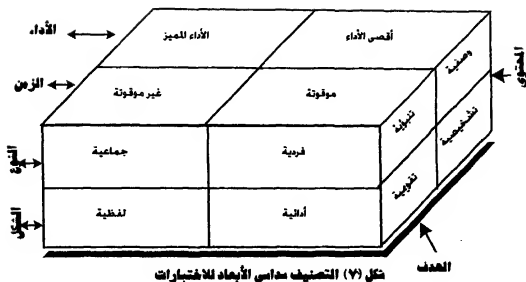 الأداء
أقصى الأداء
الأداء المميز
وصفية
المحتوى
الزمن
موقوتة
غير موقوتة
تنبؤية
تشخيصية
النوع
فردية
جماعية
تقويمية
الشكل
أدائية
لفظية
الهدف
شكل (٧) التصنيف سداسي الأبعاد للاختبارات